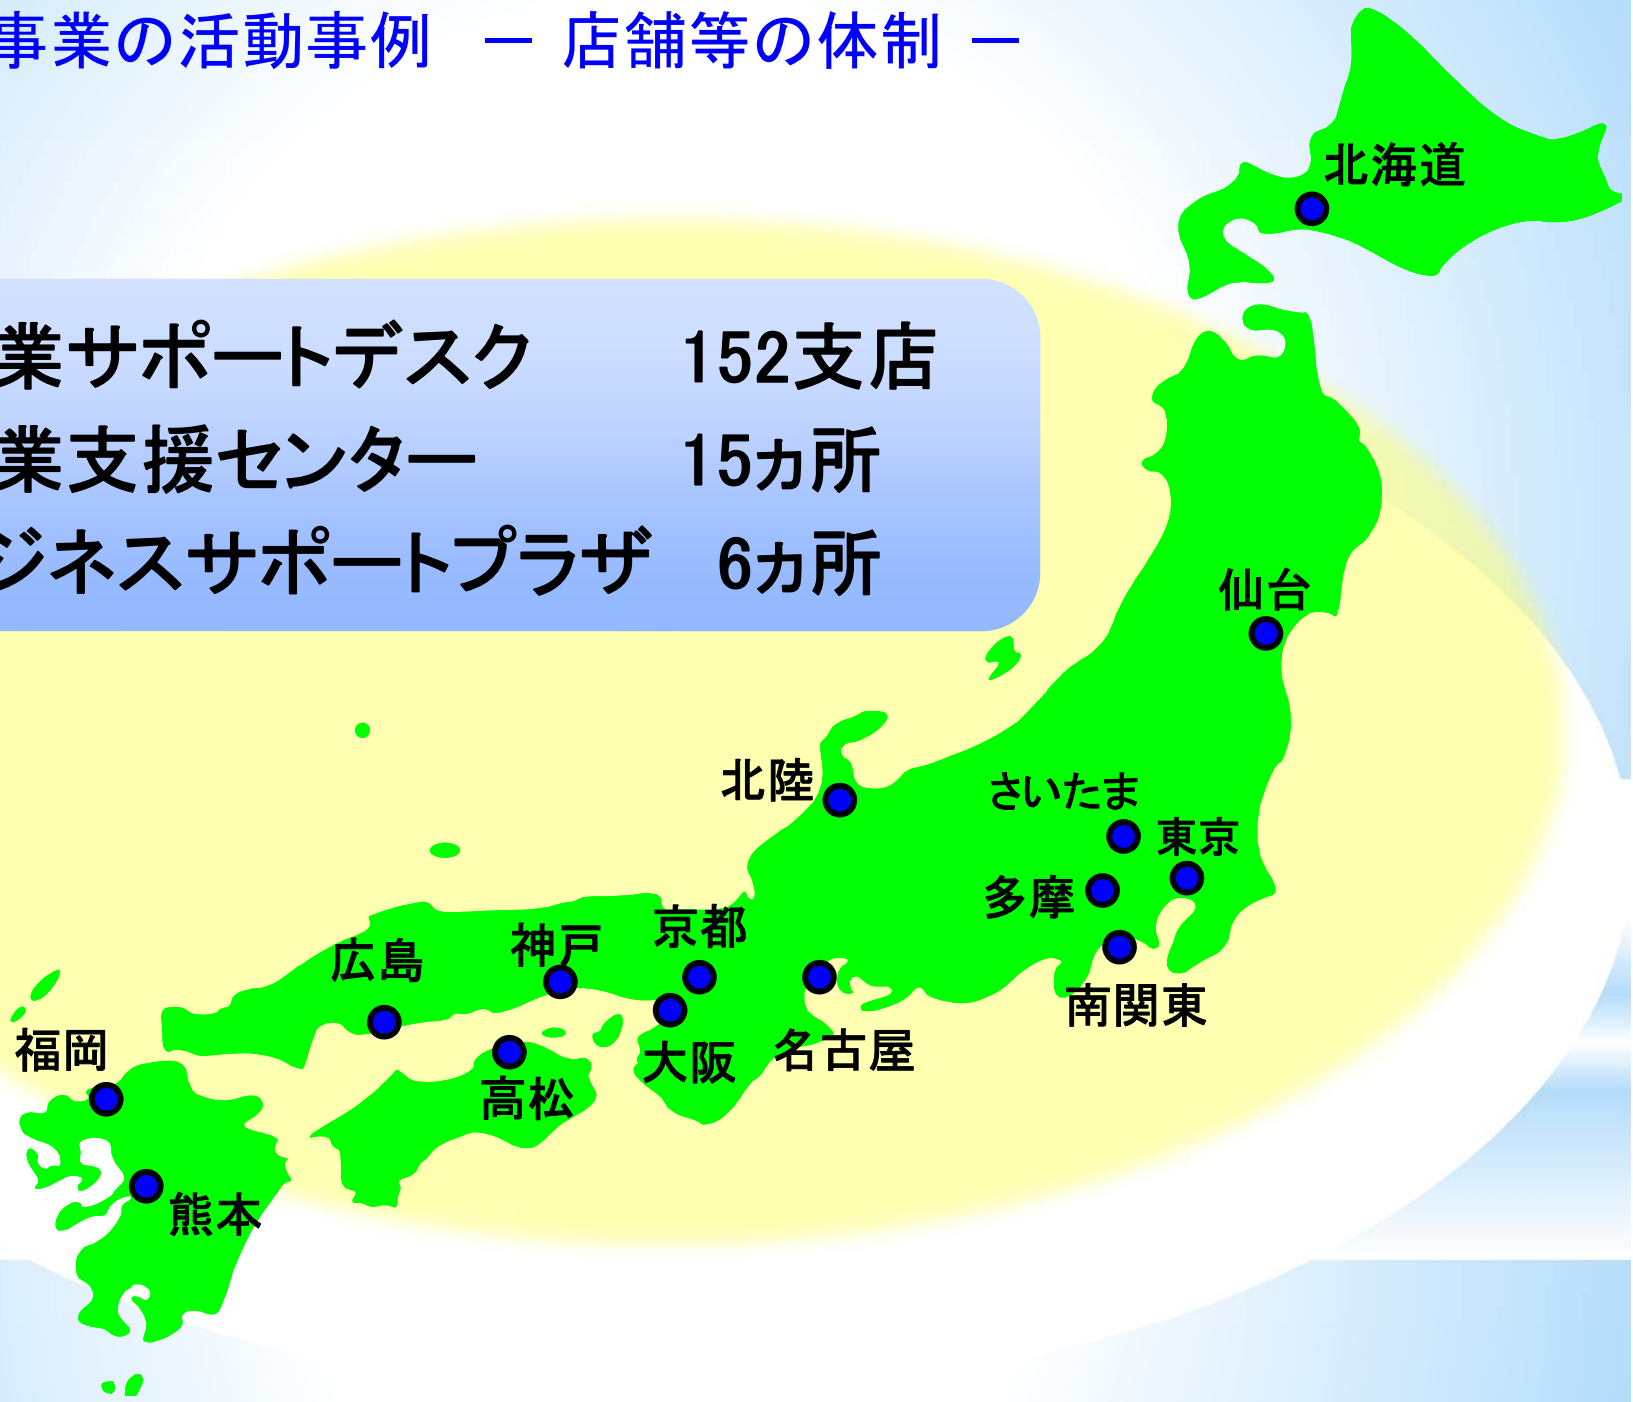 事業の活動事例 － 店舗等の体制 －
業サポートデスク 152支店
業支援センター 15ヵ所
ジネスサポートプラザ 6ヵ所
北海道
仙台
北陸
さいたま
東京
多摩
南関東
京都
神戸
広島
大阪
名古屋
高松
福岡
熊本